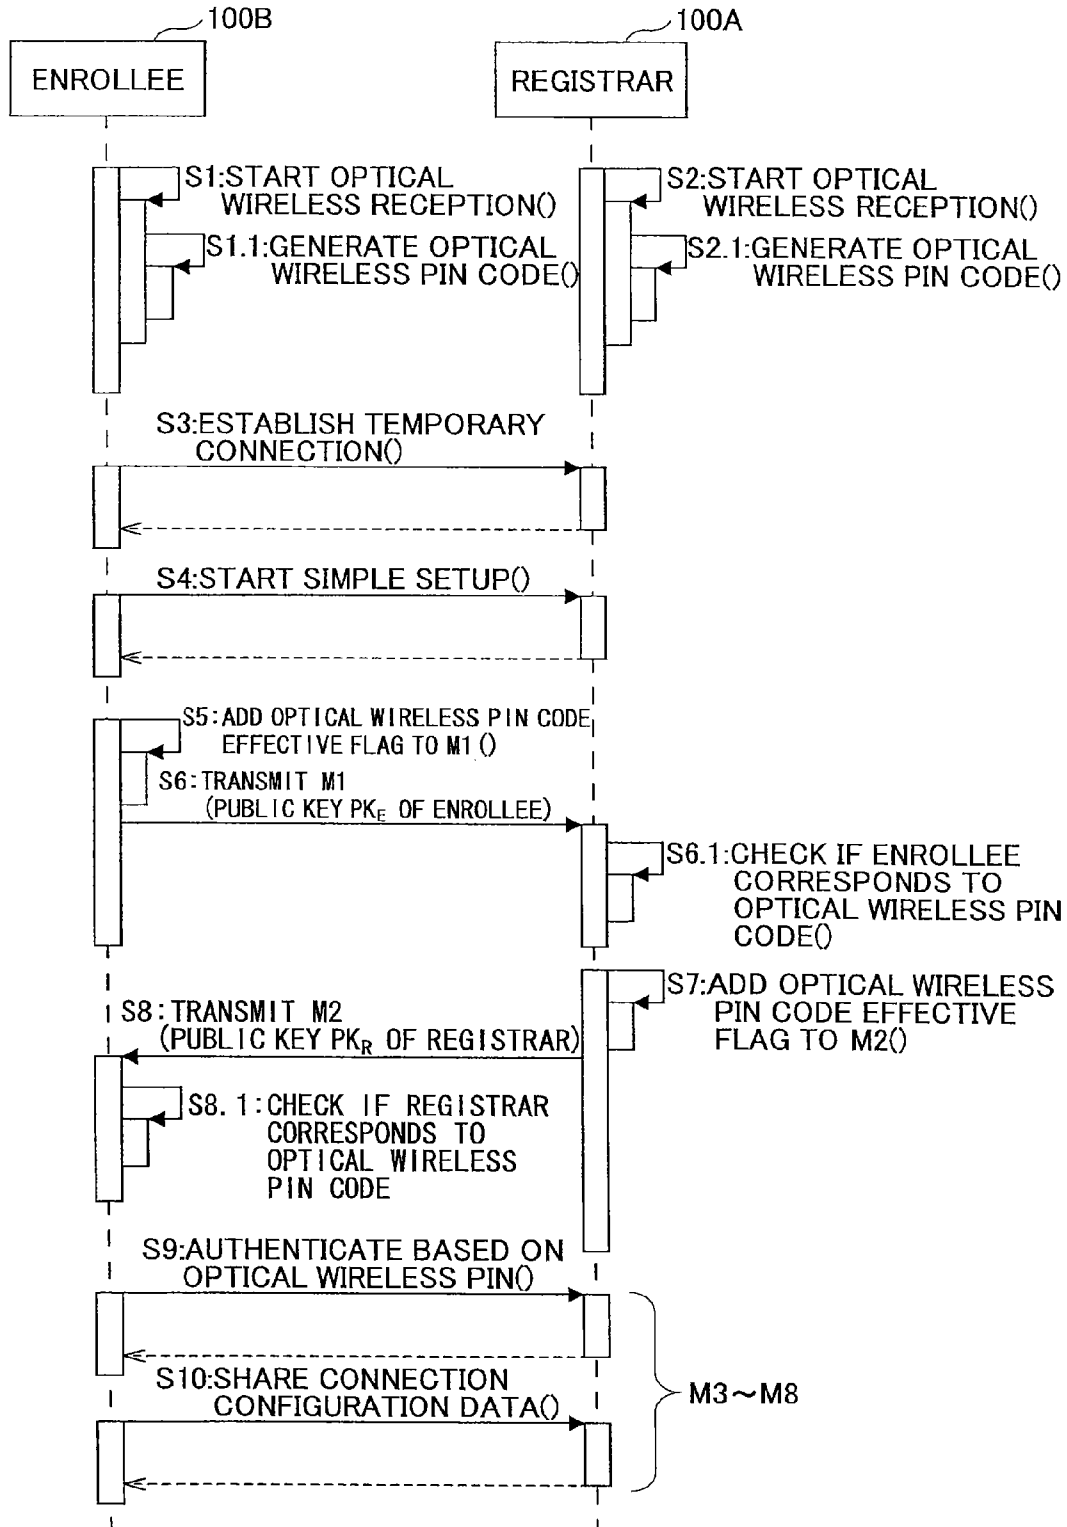 100B
100A
ENROLLEE
REGISTRAR
S1:START OPTICAL
WIRELESS RECEPTION()
S2:START OPTICAL
WIRELESS RECEPTION()
S1.1:GENERATE OPTICAL
WIRELESS PIN CODE()
S2.1:GENERATE OPTICAL
WIRELESS PIN CODE()
S3:ESTABLISH TEMPORARY
CONNECTION()
S4:START SIMPLE SETUP()
S5:ADD OPTICAL WIRELESS PIN CODE
EFFECTIVE FLAG TO M1()
S6:TRANSMIT M1
(PUBLIC KEY PKE OF ENROLLEE)
S6.1:CHECK IF ENROLLEE
CORRESPONDS TO
OPTICAL WIRELESS PIN
CODE()
S7:ADD OPTICAL WIRELESS
PIN CODE EFFECTIVE
FLAG TO M2()
S8:TRANSMIT M2
(PUBLIC KEY PKR OF REGISTRAR)
S8.1:CHECK IF REGISTRAR
CORRESPONDS TO
OPTICAL WIRELESS
PIN CODE
S9:AUTHENTICATE BASED ON
OPTICAL WIRELESS PIN()
S10:SHARE CONNECTION
CONFIGURATION DATA()
M3～M8